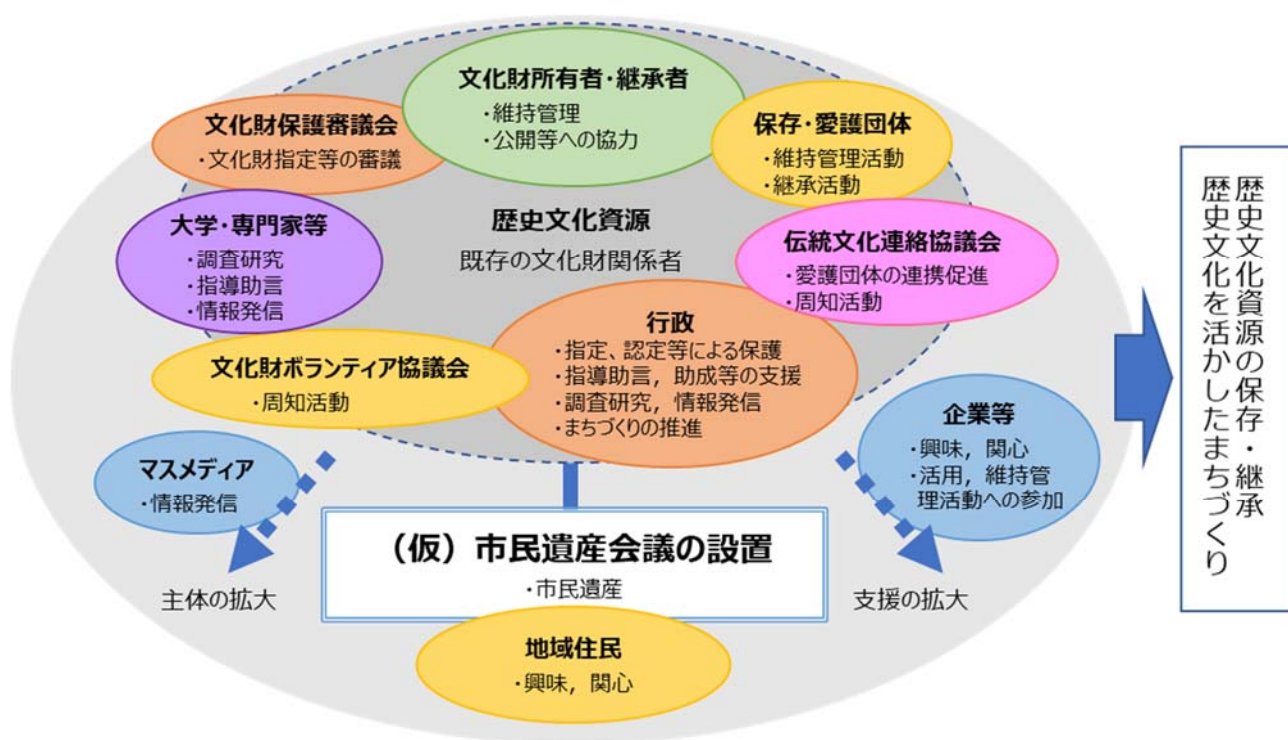 文化財所有者・継承者
・維持管理
・公開等への協力
文化財保護審議会
・文化財指定等の審議
保存・愛護団体
・維持管理活動
・継承活動
大学・専門家等
・調査研究
・指導助言
・情報発信
歴史文化資源
既存の文化財関係者
伝統文化連絡協議会
・愛護団体の連携促進
・周知活動
行政
・指定、認定等による保護
・指導助言，助成等の支援
・調査研究，情報発信
・まちづくりの推進
文化財ボランティア協議会
・周知活動
企業等
・興味，関心
・活用，維持管
理活動への参加
マスメディア
・情報発信
（仮）市民遺産会議の設置
・市民遺産
主体の拡大
支援の拡大
地域住民
・興味，関心
歴史文化資源の保存・継承
歴史文化を活かしたまちづくり